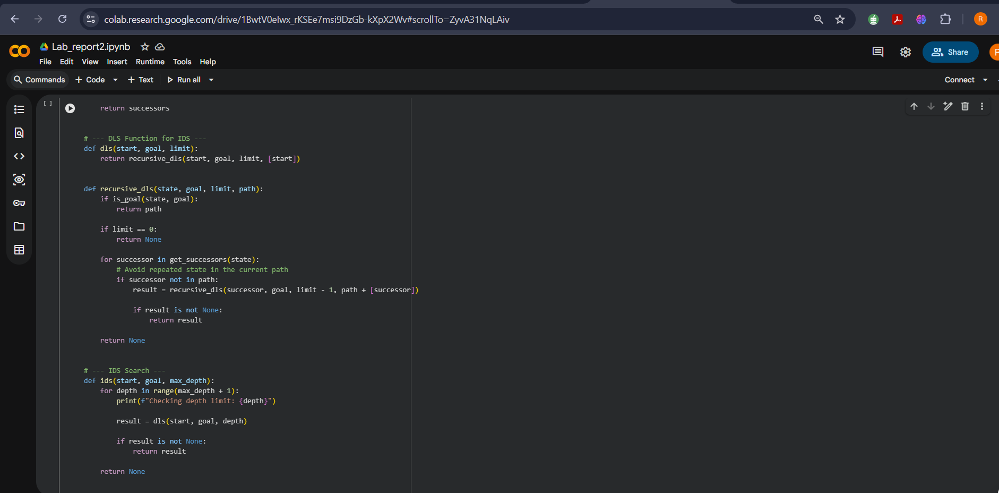 colab.research.google.com/drive/1BwtV0eIwx_rKSEe7msi9DzGb-kXpX2Wv#scrollTo=ZyvA31NqLAiv
R
Lab_report2.ipynb
File Edit View Insert Runtime Tools Help
Share
Commands + Code + Text Run all
Connect
[ ]
return successors
# --- DLS Function for IDS ---
def dls(start, goal, limit):
    return recursive_dls(start, goal, limit, [start])
def recursive_dls(state, goal, limit, path):
    if is_goal(state, goal):
        return path
    if limit == 0:
        return None
    for successor in get_successors(state):
        # Avoid repeated state in the current path
        if successor not in path:
            result = recursive_dls(successor, goal, limit - 1, path + [successor])
            if result is not None:
                return result
    return None
# --- IDS Search ---
def ids(start, goal, max_depth):
    for depth in range(max_depth + 1):
        print(f"Checking depth limit: {depth}")
        result = dls(start, goal, depth)
        if result is not None:
            return result
    return None